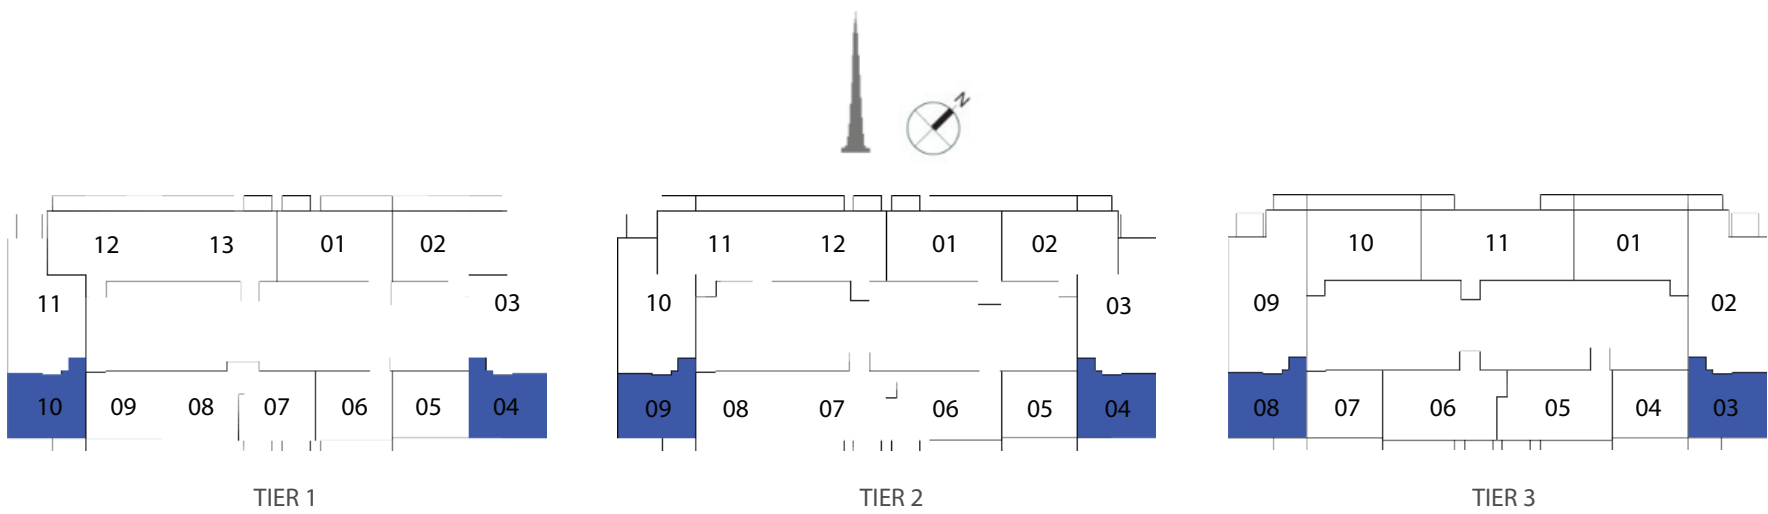 N
12 13 01 02
11 03
10 09 08 07 06 05 04
TIER 1
11 12 01 02
10 03
09 08 07 06 05 04
TIER 2
10 11 01
09 02
08 07 06 05 04 03
TIER 3